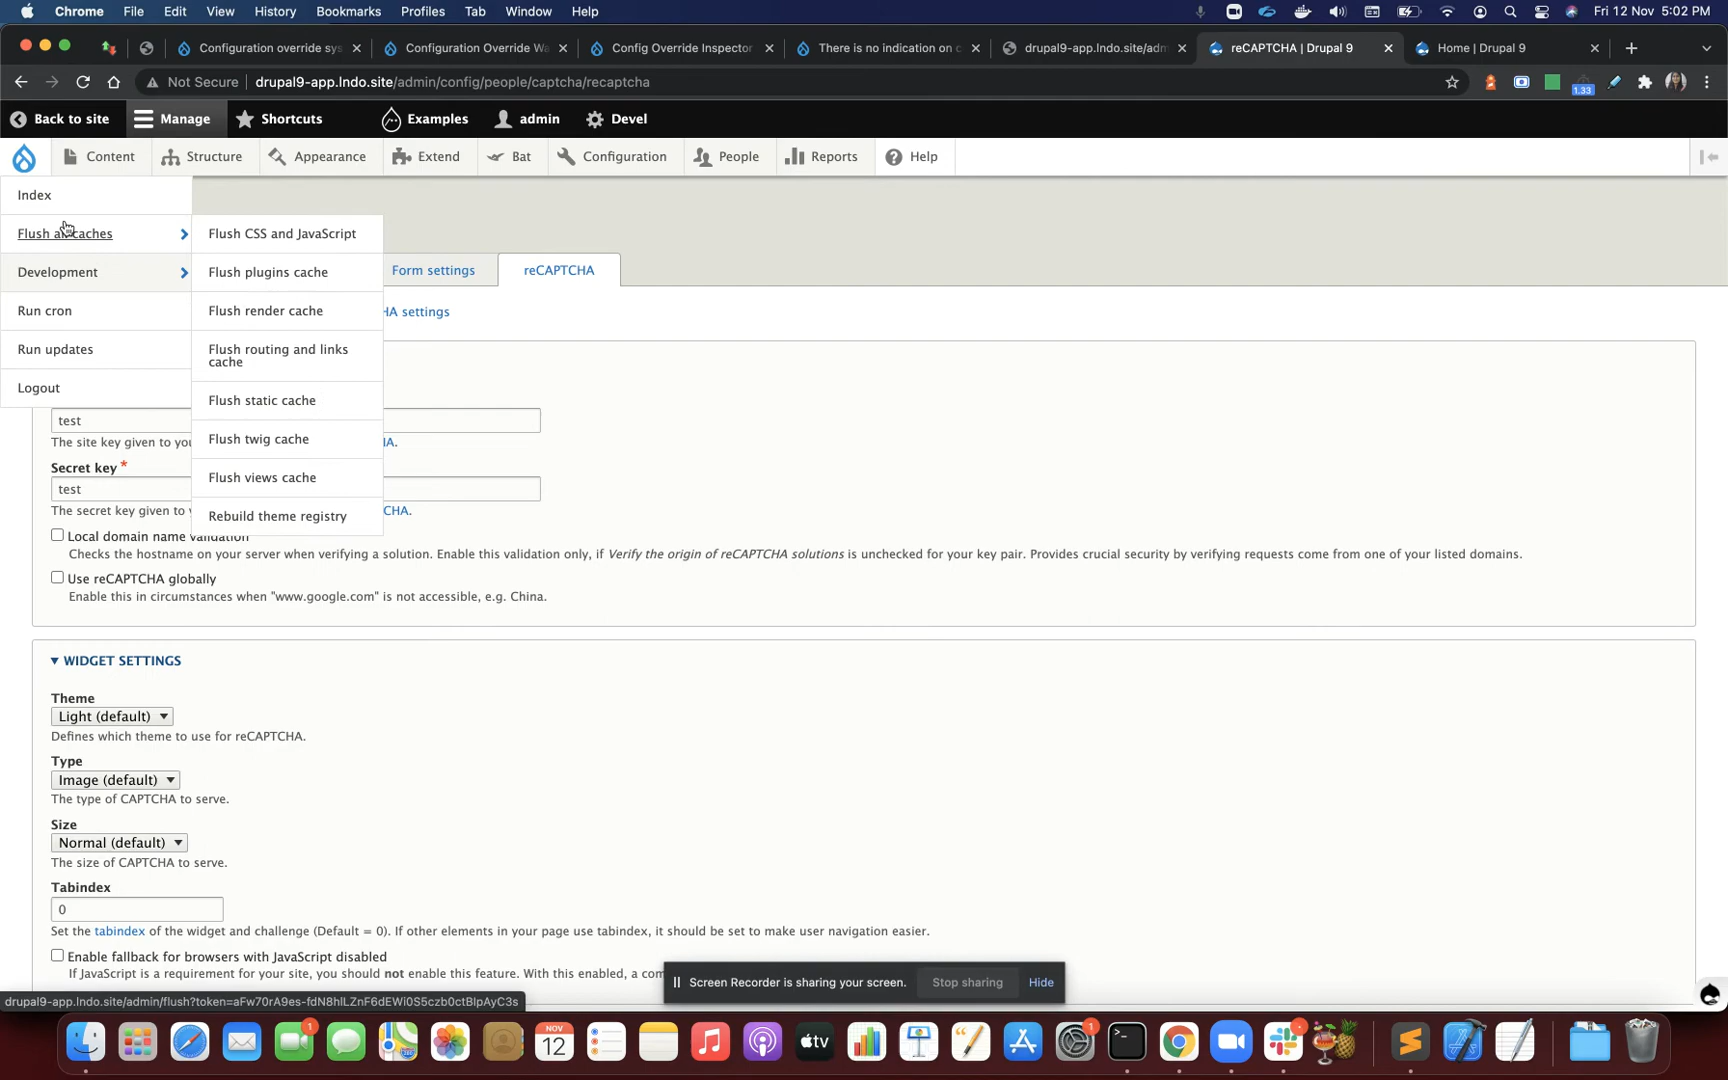 Chrome File Edit View History Bookmarks Profiles Tab Window Help Fri 12 Nov 5:02 PM
Configuration override sys Configuration Override Wa Config Override Inspector There is no indication on c drupal9-app.lndo.site/adm reCAPTCHA | Drupal 9 Home | Drupal 9
Not Secure drupal9-app.lndo.site/admin/config/people/captcha/recaptcha 1.33
Back to site Manage Shortcuts Examples admin Devel
Content Structure Appearance Extend Bat Configuration People Reports Help
Index
Flush all caches Flush CSS and JavaScript
Form settings reCAPTCHA
Development Flush plugins cache
Run cron Flush render cache HA settings
Run updates Flush routing and links
cache
Logout
Flush static cache
test
The site key given to you HA.
Flush twig cache
Secret key *
Flush views cache
test
The secret key given to y CHA.
Rebuild theme registry
Local domain name validation
Checks the hostname on your server when verifying a solution. Enable this validation only, if Verify the origin of reCAPTCHA solutions is unchecked for your key pair. Provides crucial security by verifying requests come from one of your listed domains.
Use reCAPTCHA globally
Enable this in circumstances when "www.google.com" is not accessible, e.g. China.
WIDGET SETTINGS
Theme
Light (default)
Defines which theme to use for reCAPTCHA.
Type
Image (default)
The type of CAPTCHA to serve.
Size
Normal (default)
The size of CAPTCHA to serve.
Tabindex
0
Set the tabindex of the widget and challenge (Default = 0). If other elements in your page use tabindex, it should be set to make user navigation easier.
Enable fallback for browsers with JavaScript disabled
If JavaScript is a requirement for your site, you should not enable this feature. With this enabled, a com
Screen Recorder is sharing your screen. Stop sharing Hide
drupal9-app.lndo.site/admin/flush?token=aFw70rA9es-fdN8hlLZnF6dEWi0S5czb0ctBlpAyC3s
1 NOV
12 tv 1